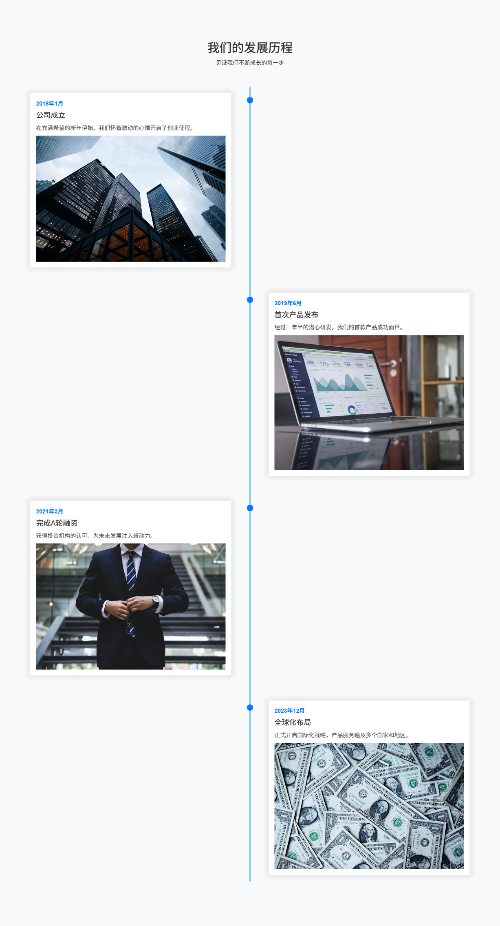 我们的发展历程
见证我们不断成长的每一步
2018年1月
公司成立
在充满希望的新年伊始，我们怀着激动的心情开启了创业征程。
2019年6月
首次产品发布
经过一年半的潜心研发，我们的首款产品成功面世。
2021年3月
完成A轮融资
获得投资机构的认可，为未来发展注入新动力。
2023年12月
全球化布局
正式开启国际化战略，产品服务遍及多个国家和地区。